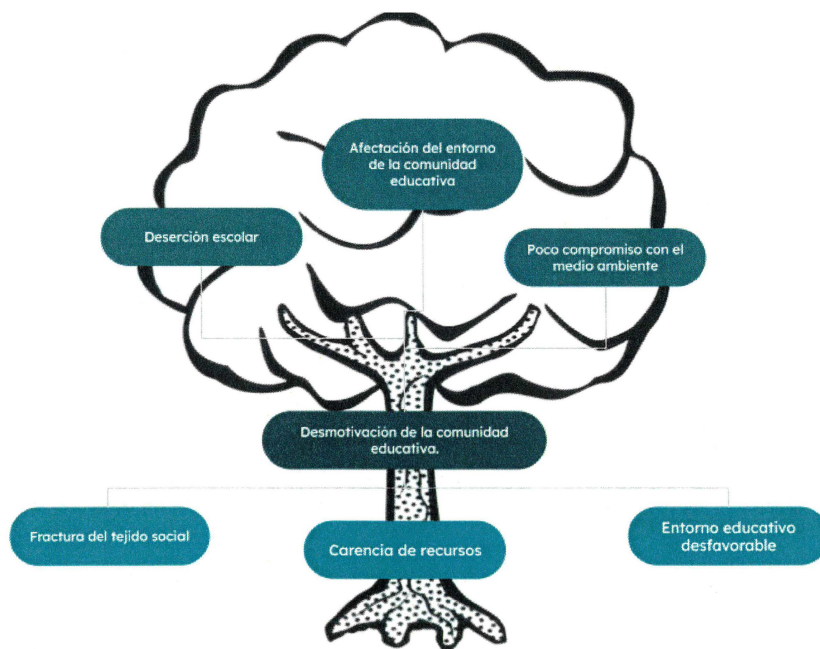 Afectación del entorno
de la comunidad
educativa
Deserción escolar
Poco compromiso con el
medio ambiente
Desmotivación de la comunidad
educativa.
Fractura del tejido social
Carencia de recursos
Entorno educativo
desfavorable